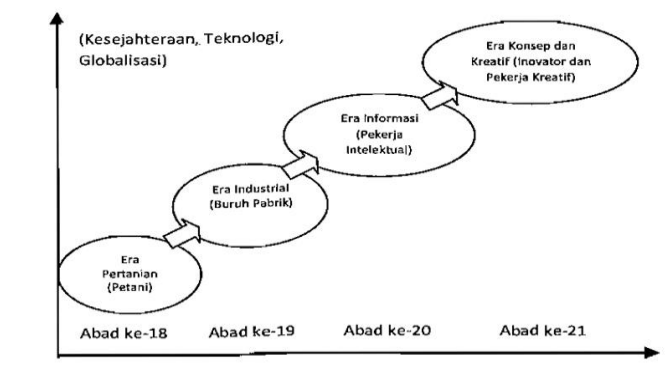 (Kesejahteraan, Teknologi,
Globalisasi)
Era Konsep dan
Kreatif (Inovator dan
Pekerja Kreatif)
Era Informasi
(Pekerja
Intelektual)
Era Industrial
(Buruh Pabrik)
Era
Pertanian
(Petani)
Abad ke-18 Abad ke-19 Abad ke-20 Abad ke-21